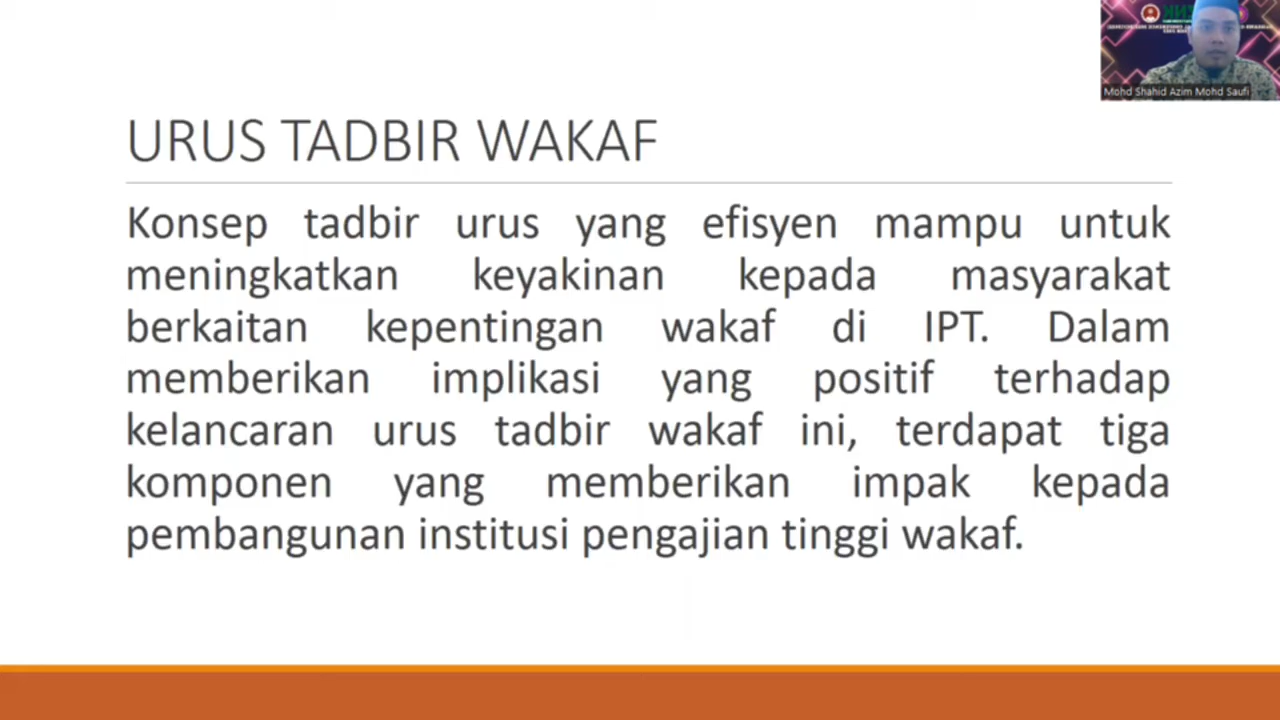 Mohd Shahid Azim Mohd Saufi
URUS TADBIR WAKAF
Konsep tadbir urus yang efisyen mampu untuk
meningkatkan keyakinan kepada masyarakat
berkaitan kepentingan wakaf di IPT. Dalam
memberikan implikasi yang positif terhadap
kelancaran urus tadbir wakaf ini, terdapat tiga
komponen yang memberikan impak kepada
pembangunan institusi pengajian tinggi wakaf.